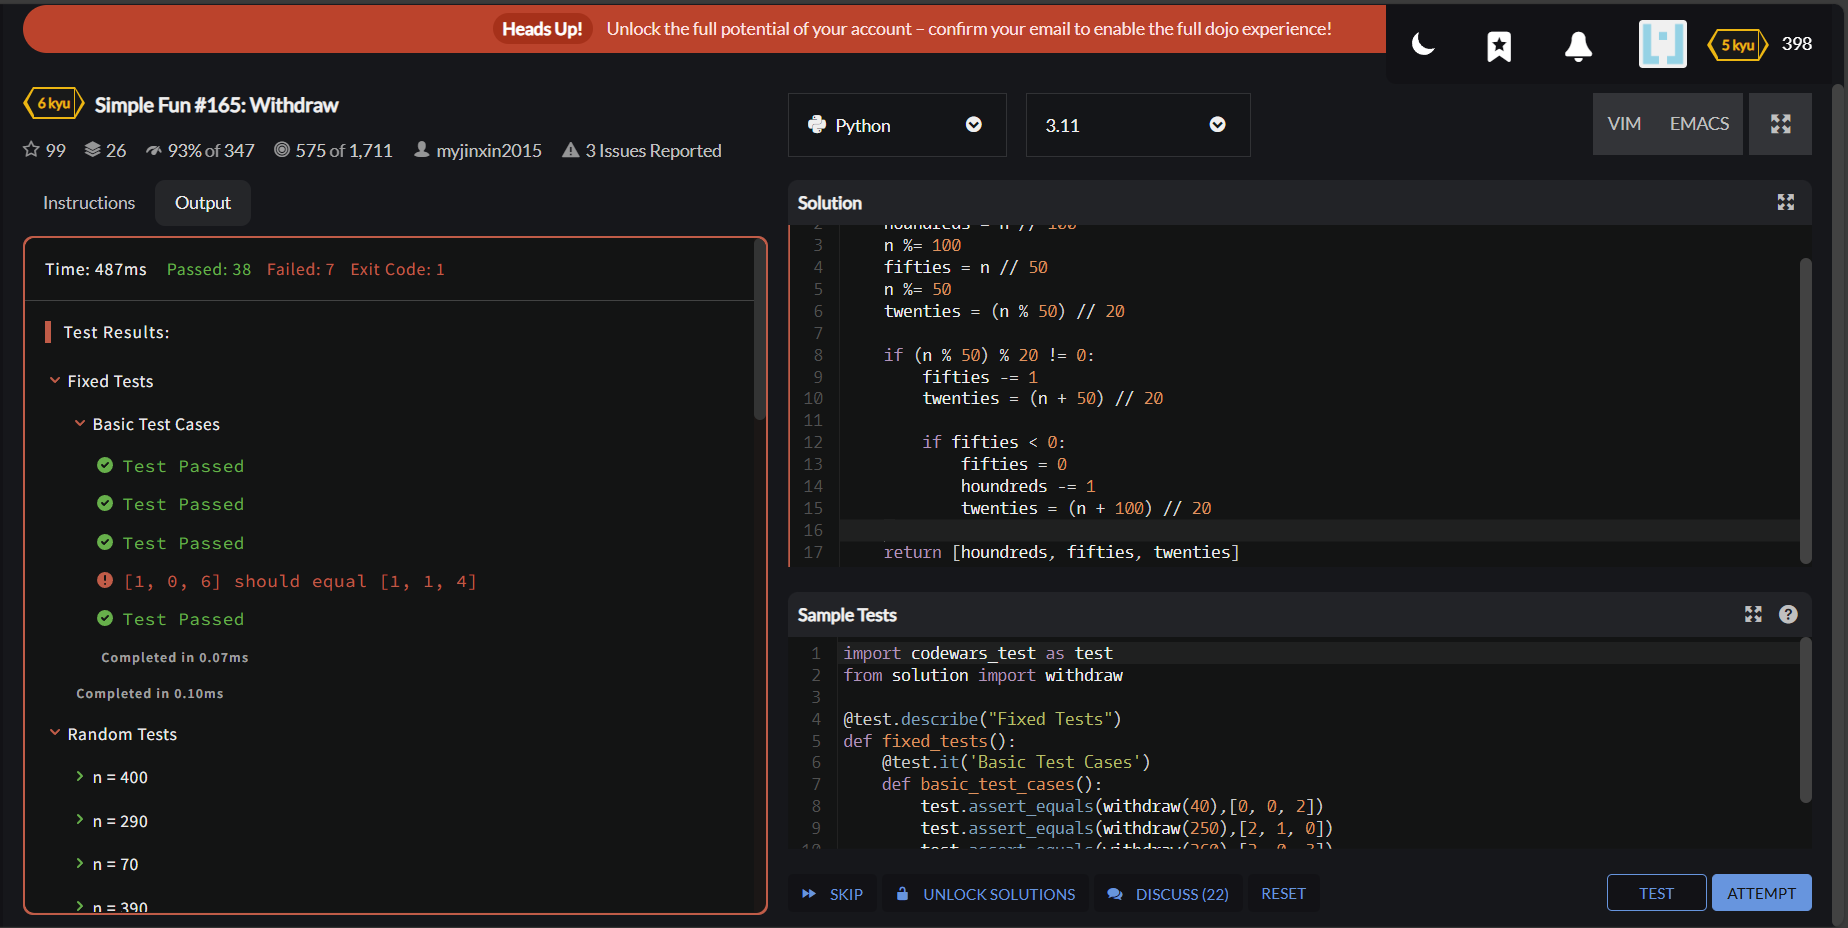 Heads Up! Unlock the full potential of your account – confirm your email to enable the full dojo experience!
5 kyu 398
6 kyu Simple Fun #165: Withdraw
99 26 93% of 347 575 of 1,711 myjinxin2015 3 Issues Reported
Python 3.11
VIM EMACS
Instructions Output
Time: 487ms Passed: 38 Failed: 7 Exit Code: 1
Test Results:
Fixed Tests
Basic Test Cases
Test Passed
Test Passed
Test Passed
[1, 0, 6] should equal [1, 1, 4]
Test Passed
Completed in 0.07ms
Completed in 0.10ms
Random Tests
n = 400
n = 290
n = 70
n = 390
Solution
2 houndreds = n // 100
3 n %= 100
4 fifties = n // 50
5 n %= 50
6 twenties = (n % 50) // 20
7
8 if (n % 50) % 20 != 0:
9 fifties -= 1
10 twenties = (n + 50) // 20
11
12 if fifties < 0:
13 fifties = 0
14 houndreds -= 1
15 twenties = (n + 100) // 20
16
17 return [houndreds, fifties, twenties]
Sample Tests
1 import codewars_test as test
2 from solution import withdraw
3
4 @test.describe("Fixed Tests")
5 def fixed_tests():
6 @test.it('Basic Test Cases')
7 def basic_test_cases():
8 test.assert_equals(withdraw(40),[0, 0, 2])
9 test.assert_equals(withdraw(250),[2, 1, 0])
10 test.assert_equals(withdraw(260),[2, 0, 3])
SKIP UNLOCK SOLUTIONS DISCUSS (22) RESET
TEST ATTEMPT